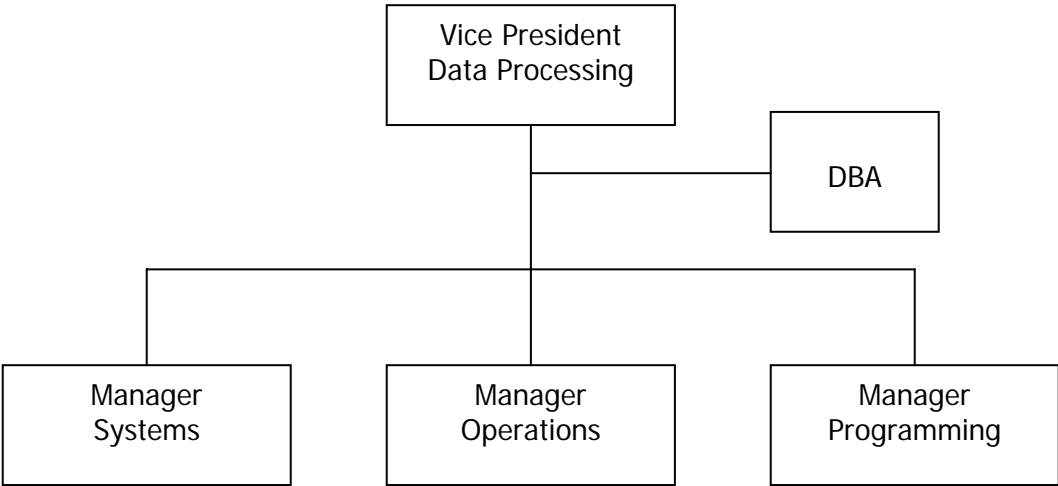 Vice President
Data Processing
DBA
Manager
Systems
Manager
Operations
Manager
Programming